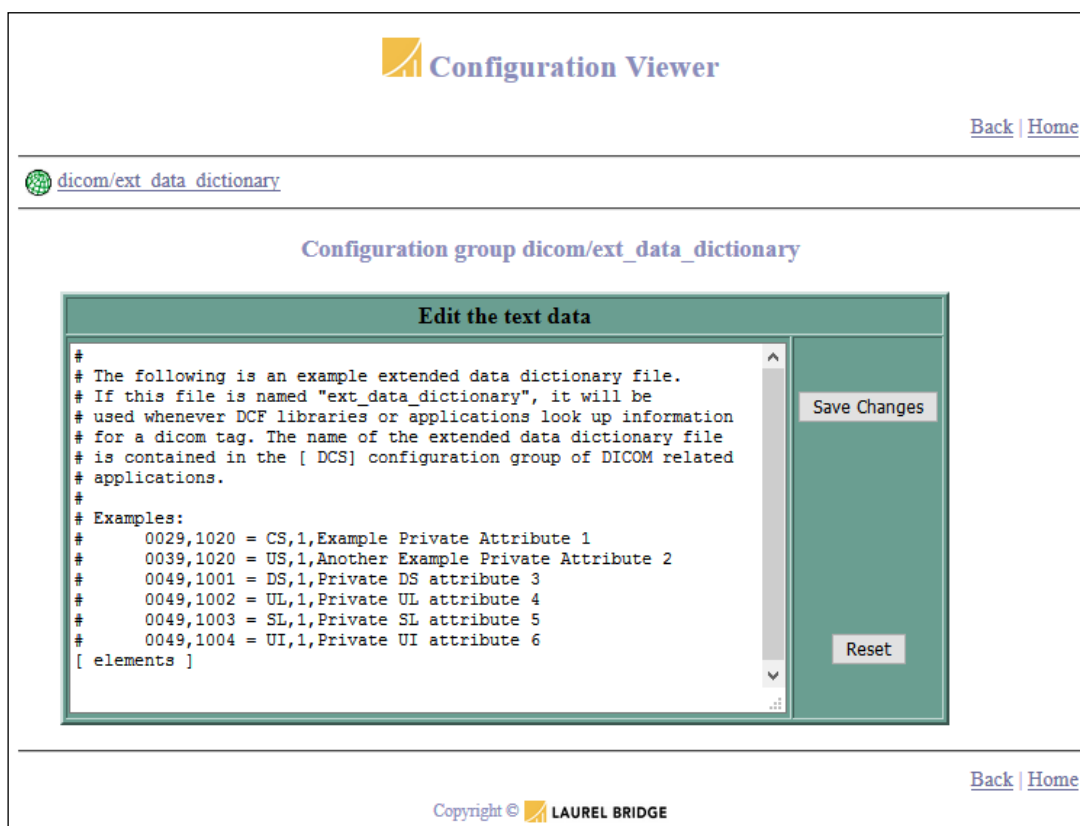 Configuration Viewer
Back | Home
dicom/ext_data_dictionary
Configuration group dicom/ext_data_dictionary
Edit the text data
#
# The following is an example extended data dictionary file.
# If this file is named "ext_data_dictionary", it will be
# used whenever DCF libraries or applications look up information
# for a dicom tag. The name of the extended data dictionary file
# is contained in the [ DCS] configuration group of DICOM related
# applications.
#
# Examples:
#      0029,1020 = CS,1,Example Private Attribute 1
#      0039,1020 = US,1,Another Example Private Attribute 2
#      0049,1001 = DS,1,Private DS attribute 3
#      0049,1002 = UL,1,Private UL attribute 4
#      0049,1003 = SL,1,Private SL attribute 5
#      0049,1004 = UI,1,Private UI attribute 6
[ elements ]
Save Changes
Reset
Back | Home
Copyright © LAUREL BRIDGE